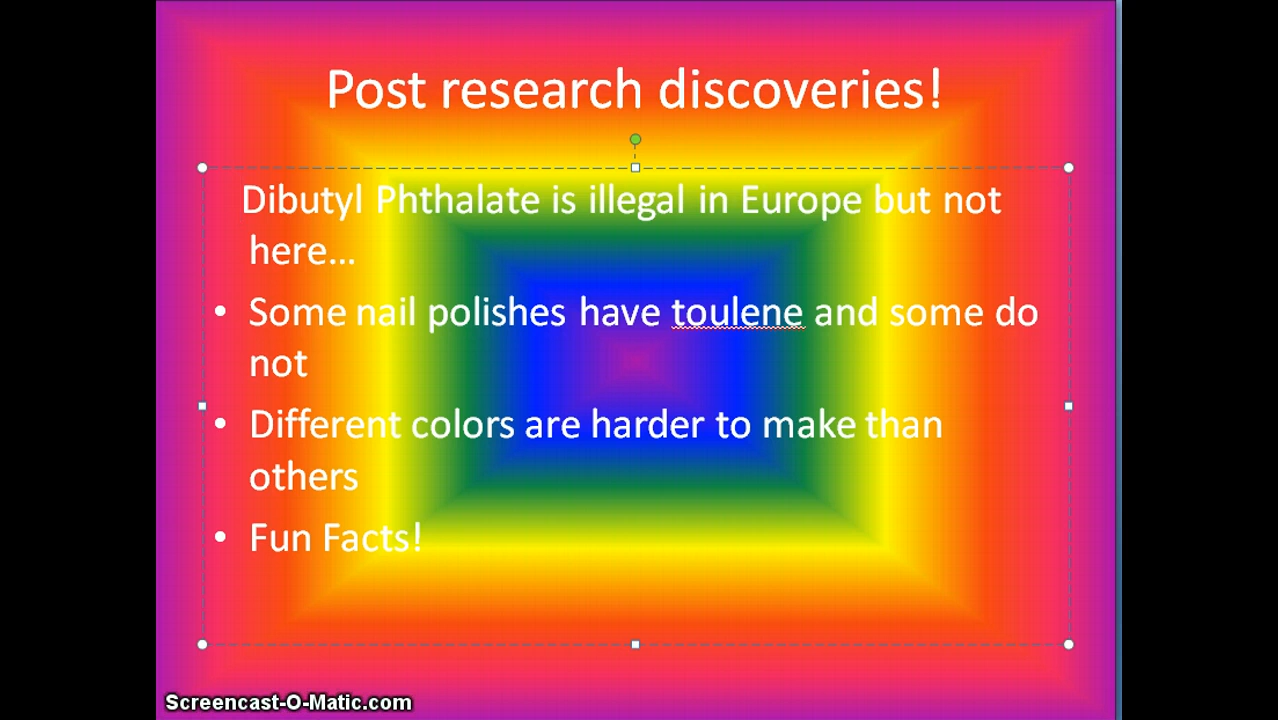 Post research discoveries!
Dibutyl Phthalate is illegal in Europe but not
here...
• Some nail polishes have toulene and some do
not
• Different colors are harder to make than
others
• Fun Facts!
Screencast-O-Matic.com